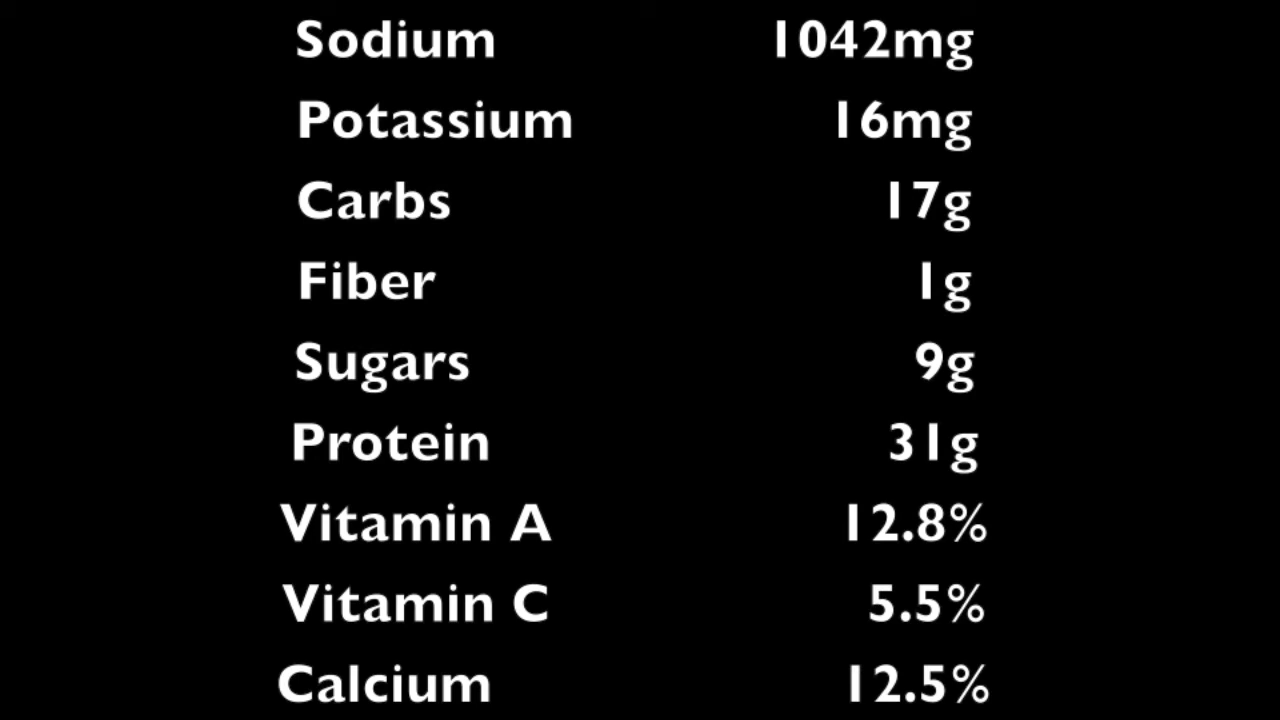 Sodium 1042mg
Potassium 16mg
Carbs 17g
Fiber 1g
Sugars 9g
Protein 31g
Vitamin A 12.8%
Vitamin C 5.5%
Calcium 12.5%